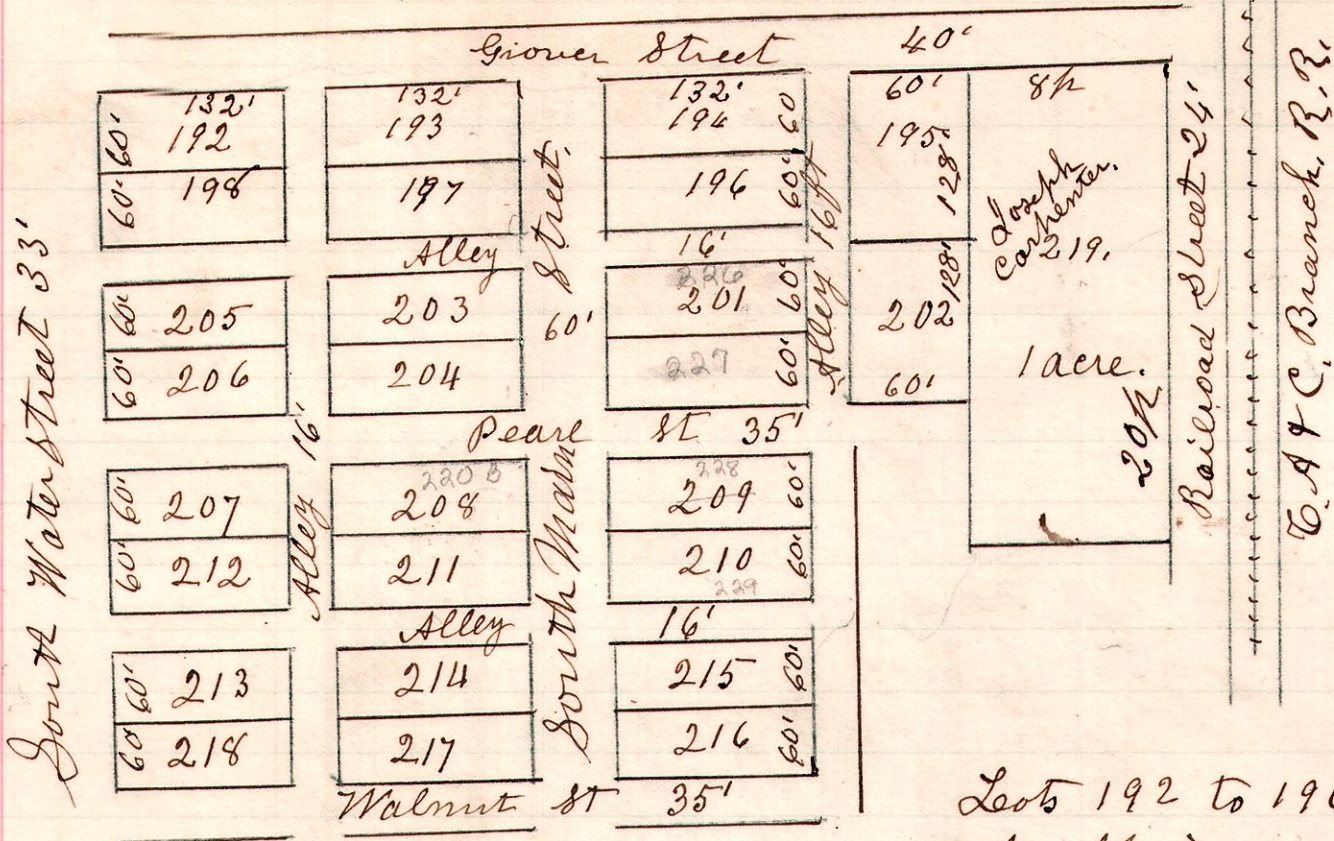 Grover Street 40'
132' 132' 132' 60' 8p
60' 192 193 194 60 195 128'
60' 198 197 196 60'
Joseph
Carpenter.
219.
Alley 16'
226
60' 205 203 201 60' 202 128'
60' 206 204 227 60' 60'
1 acre.
20p
Pearl St 35'
220 B 228
60' 207 208 209 60'
60' 212 211 210 60'
229
Alley 16'
60' 213 214 215 60'
60' 218 217 216 60'
Walnut St 35'
South Water Street 33'
Alley 16'
South Main 60' Street.
Alley 16ft
Railroad Street 24'
Branch. R.R.
Lots 192 to 196